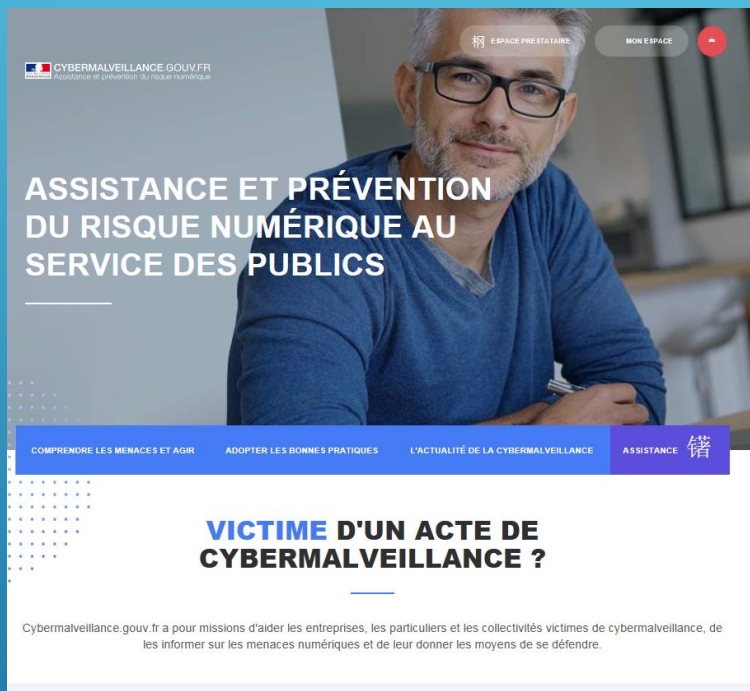 桐 ESPACE PRESTATAIRE MON ESPACE
CYBERMALVEILLANCE.GOUV.FR
Assistance et prévention du risque numérique
ASSISTANCE ET PRÉVENTION
DU RISQUE NUMÉRIQUE AU
SERVICE DES PUBLICS
COMPRENDRE LES MENACES ET AGIR ADOPTER LES BONNES PRATIQUES L'ACTUALITÉ DE LA CYBERMALVEILLANCE ASSISTANCE 锗
VICTIME D'UN ACTE DE
CYBERMALVEILLANCE ?
Cybermalveillance.gouv.fr a pour missions d'aider les entreprises, les particuliers et les collectivités victimes de cybermalveillance, de
les informer sur les menaces numériques et de leur donner les moyens de se défendre.